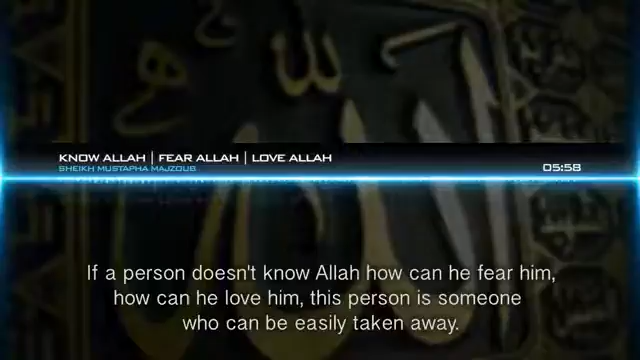 الله
KNOW ALLAH | FEAR ALLAH | LOVE ALLAH
SHEIKH MUSTAPHA MAJZOUB
05:58
If a person doesn't know Allah how can he fear him,
how can he love him, this person is someone
who can be easily taken away.